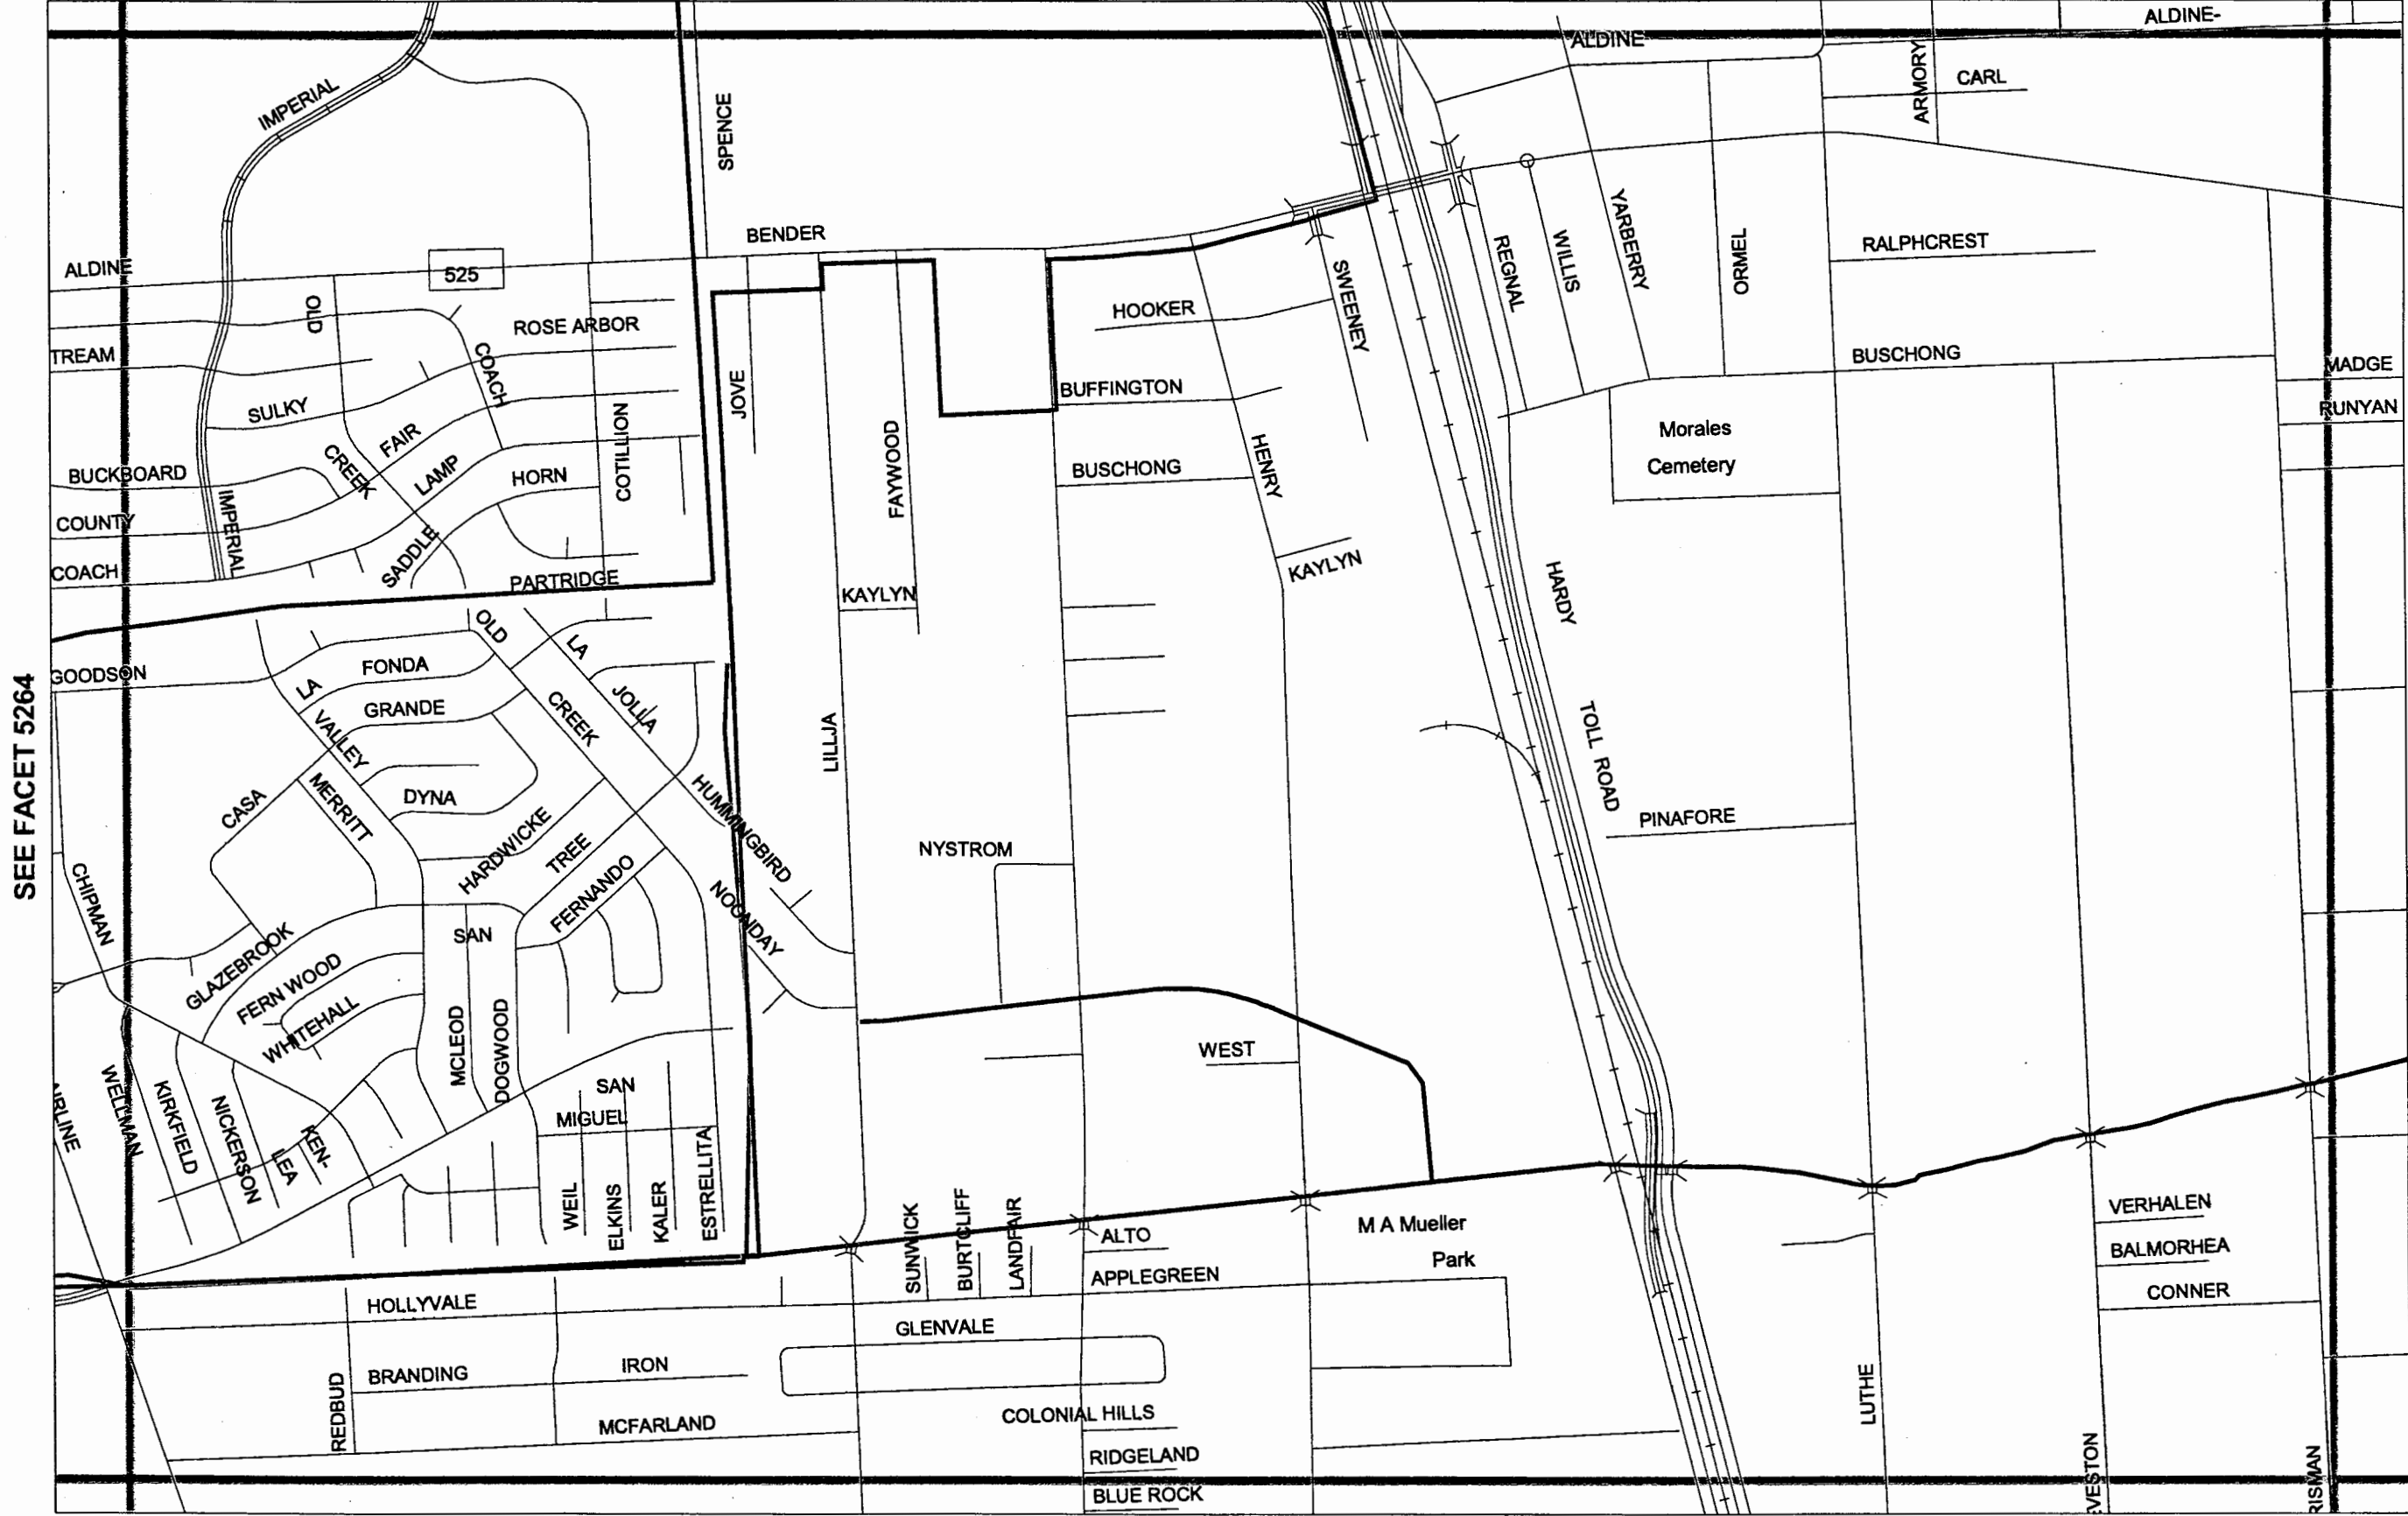 ALDINE-
ALDINE
ARMORY
CARL
IMPERIAL
SPENCE
BENDER
ALDINE
525
OLD
ROSE ARBOR
TREAM
COACH
SULKY
FAIR
CREEK
LAMP
HORN
COTILLION
BUCKBOARD
COUNTY
IMPERIAL
SADDLE
COACH
PARTRIDGE
JOVE
FAYWOOD
KAYLYN
HOOKER
SWEENEY
BUFFINGTON
HENRY
BUSCHONG
KAYLYN
REGNAL
WILLIS
YARBERRY
ORMEL
RALPHCREST
BUSCHONG
MADGE
RUNYAN
Morales
Cemetery
HARDY
TOLL ROAD
PINAFORE
SEE FACET 5264
GOODSON
FONDA
OLD
LA
LA
GRANDE
JOLLA
CREEK
VALLEY
LILLJA
CASA
MERRITT
DYNA
HARDWICKE
TREE
HUMMINGBIRD
FERNANDO
NOONDAY
NYSTROM
CHIPMAN
SAN
GLAZEBROOK
FERN WOOD
WHITEHALL
MCLEOD
DOGWOOD
WEST
SAN
MIGUEL
IRLINE
WELLMAN
KIRKFIELD
NICKERSON
LEA
KEN-
WEIL
ELKINS
KALER
ESTRELLITA
SUNWICK
BURTCLIFF
LANDFAIR
ALTO
M A Mueller
Park
APPLEGREEN
VERHALEN
BALMORHEA
CONNER
HOLLYVALE
GLENVALE
BRANDING
IRON
REDBUD
MCFARLAND
COLONIAL HILLS
RIDGELAND
BLUE ROCK
LUTHE
EVESTON
RISMAN